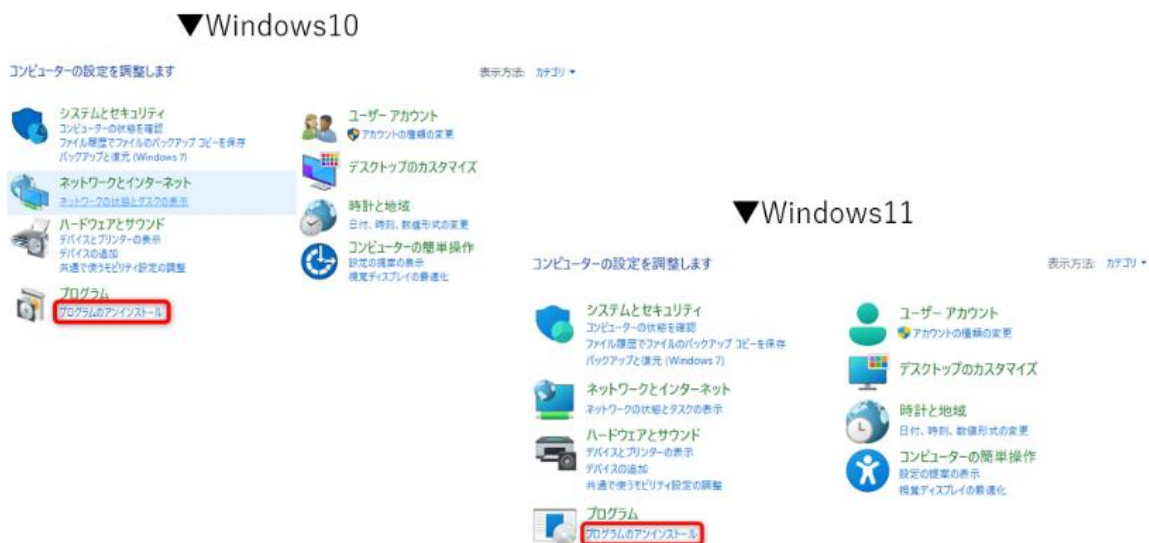 ▼Windows10
コンピューターの設定を調整します
表示方法: カテゴリ ▼
システムとセキュリティ
コンピューターの状態を確認
ファイル履歴でファイルのバックアップ コピーを保存
バックアップと復元 (Windows 7)
ネットワークとインターネット
ネットワークの状態とタスクの表示
ハードウェアとサウンド
デバイスとプリンターの表示
デバイスの追加
共通で使うモビリティ設定の調整
プログラム
プログラムのアンインストール
ユーザー アカウント
アカウントの種類の変更
デスクトップのカスタマイズ
時計と地域
日付、時刻、数値形式の変更
コンピューターの簡単操作
設定の提案の表示
視覚ディスプレイの最適化
▼Windows11
コンピューターの設定を調整します
表示方法: カテゴリ ▼
システムとセキュリティ
コンピューターの状態を確認
ファイル履歴でファイルのバックアップ コピーを保存
バックアップと復元 (Windows 7)
ネットワークとインターネット
ネットワークの状態とタスクの表示
ハードウェアとサウンド
デバイスとプリンターの表示
デバイスの追加
共通で使うモビリティ設定の調整
プログラム
プログラムのアンインストール
ユーザー アカウント
アカウントの種類の変更
デスクトップのカスタマイズ
時計と地域
日付、時刻、数値形式の変更
コンピューターの簡単操作
設定の提案の表示
視覚ディスプレイの最適化